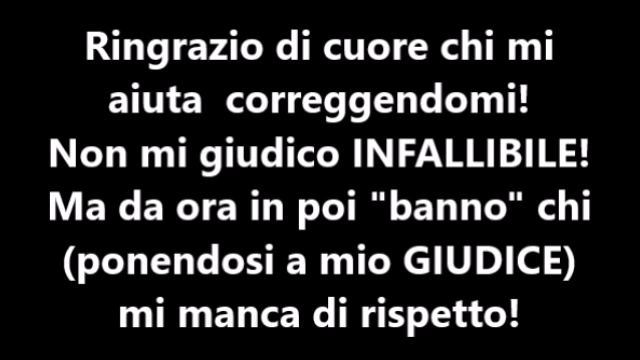 Ringrazio di cuore chi mi
aiuta  correggendomi!
Non mi giudico INFALLIBILE!
Ma da ora in poi "banno" chi
(ponendosi a mio GIUDICE)
mi manca di rispetto!